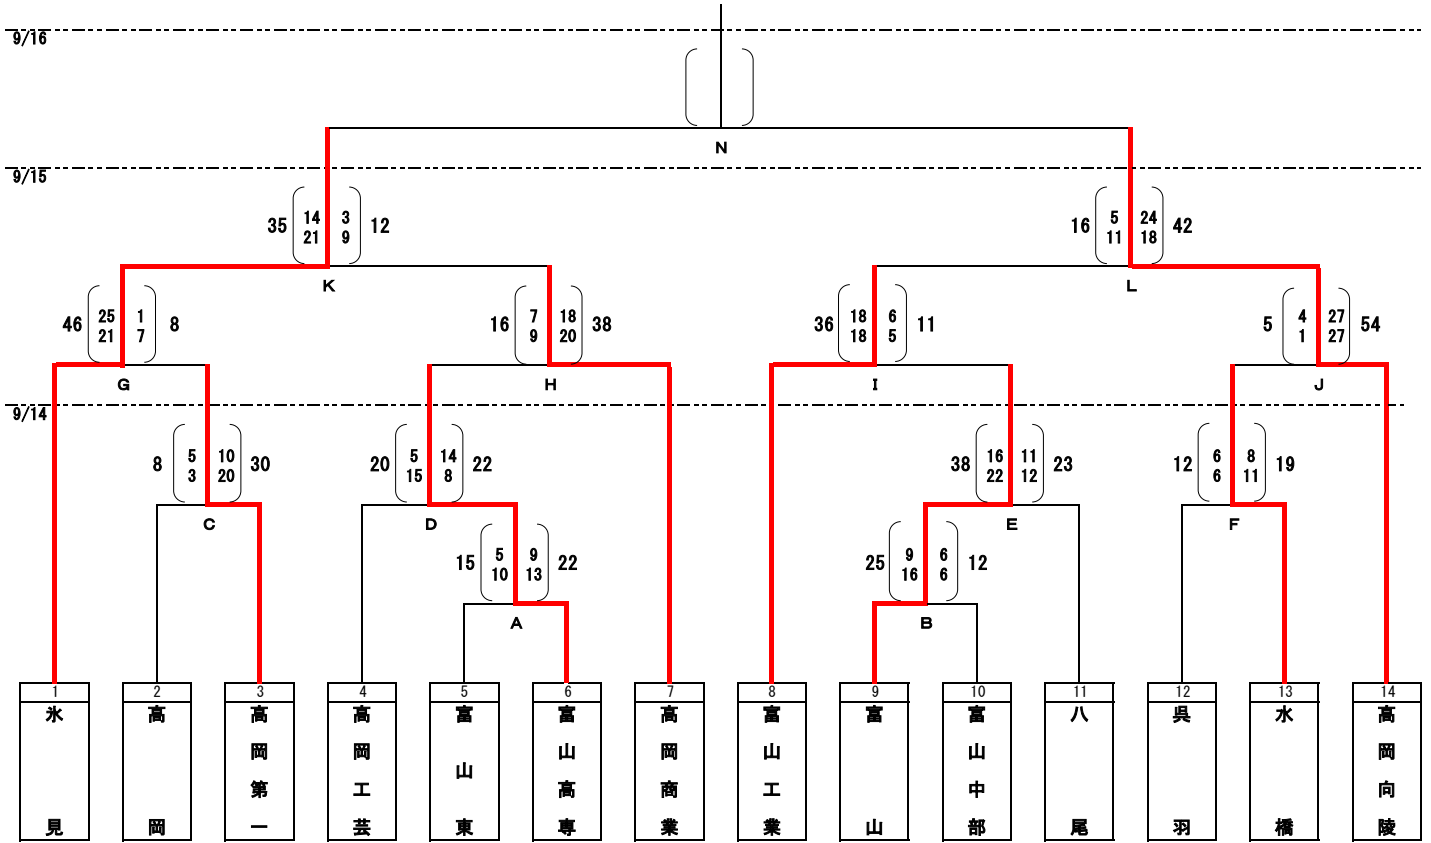 9/16
N
9/15
35 14 3 12
21 9
16 5 24 42
11 18
K
L
46 25 1 8
21 7
16 7 18 38
9 20
36 18 6 11
18 5
5 4 27 54
1 27
G
H
I
J
9/14
8 5 10 30
3 20
20 5 14 22
15 8
38 16 11 23
22 12
12 6 8 19
6 11
C
D
E
F
15 5 9 22
10 13
25 9 6 12
16 6
A
B
1 2 3 4 5 6 7 8 9 10 11 12 13 14
氷見
高岡
高岡第一
高岡工芸
富山東
富山高専
高岡商業
富山工業
富山
富山中部
八尾
呉羽
水橋
高岡向陵